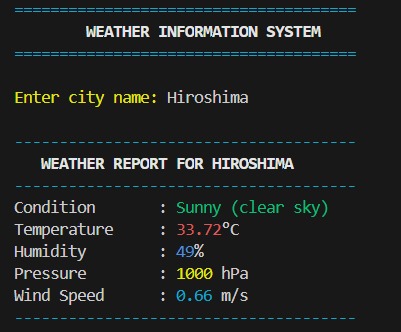 ======================================
WEATHER INFORMATION SYSTEM
======================================
Enter city name: Hiroshima
--------------------------------------
WEATHER REPORT FOR HIROSHIMA
--------------------------------------
Condition : Sunny (clear sky)
Temperature : 33.72°C
Humidity : 49%
Pressure : 1000 hPa
Wind Speed : 0.66 m/s
--------------------------------------